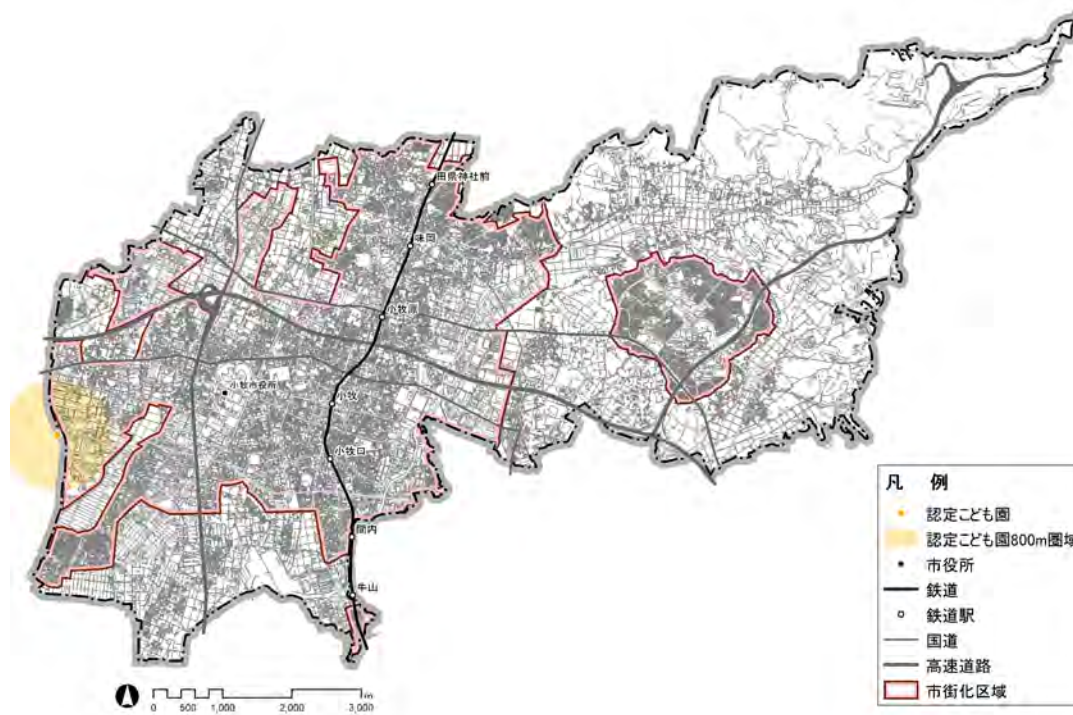 田県神社前
味岡
小牧原
小牧市役所
小牧
小牧口
間内
牛山
凡 例
認定こども園
認定こども園800m圏域
市役所
鉄道
鉄道駅
国道
高速道路
市街化区域
0 500 1,000 2,000 3,000 m